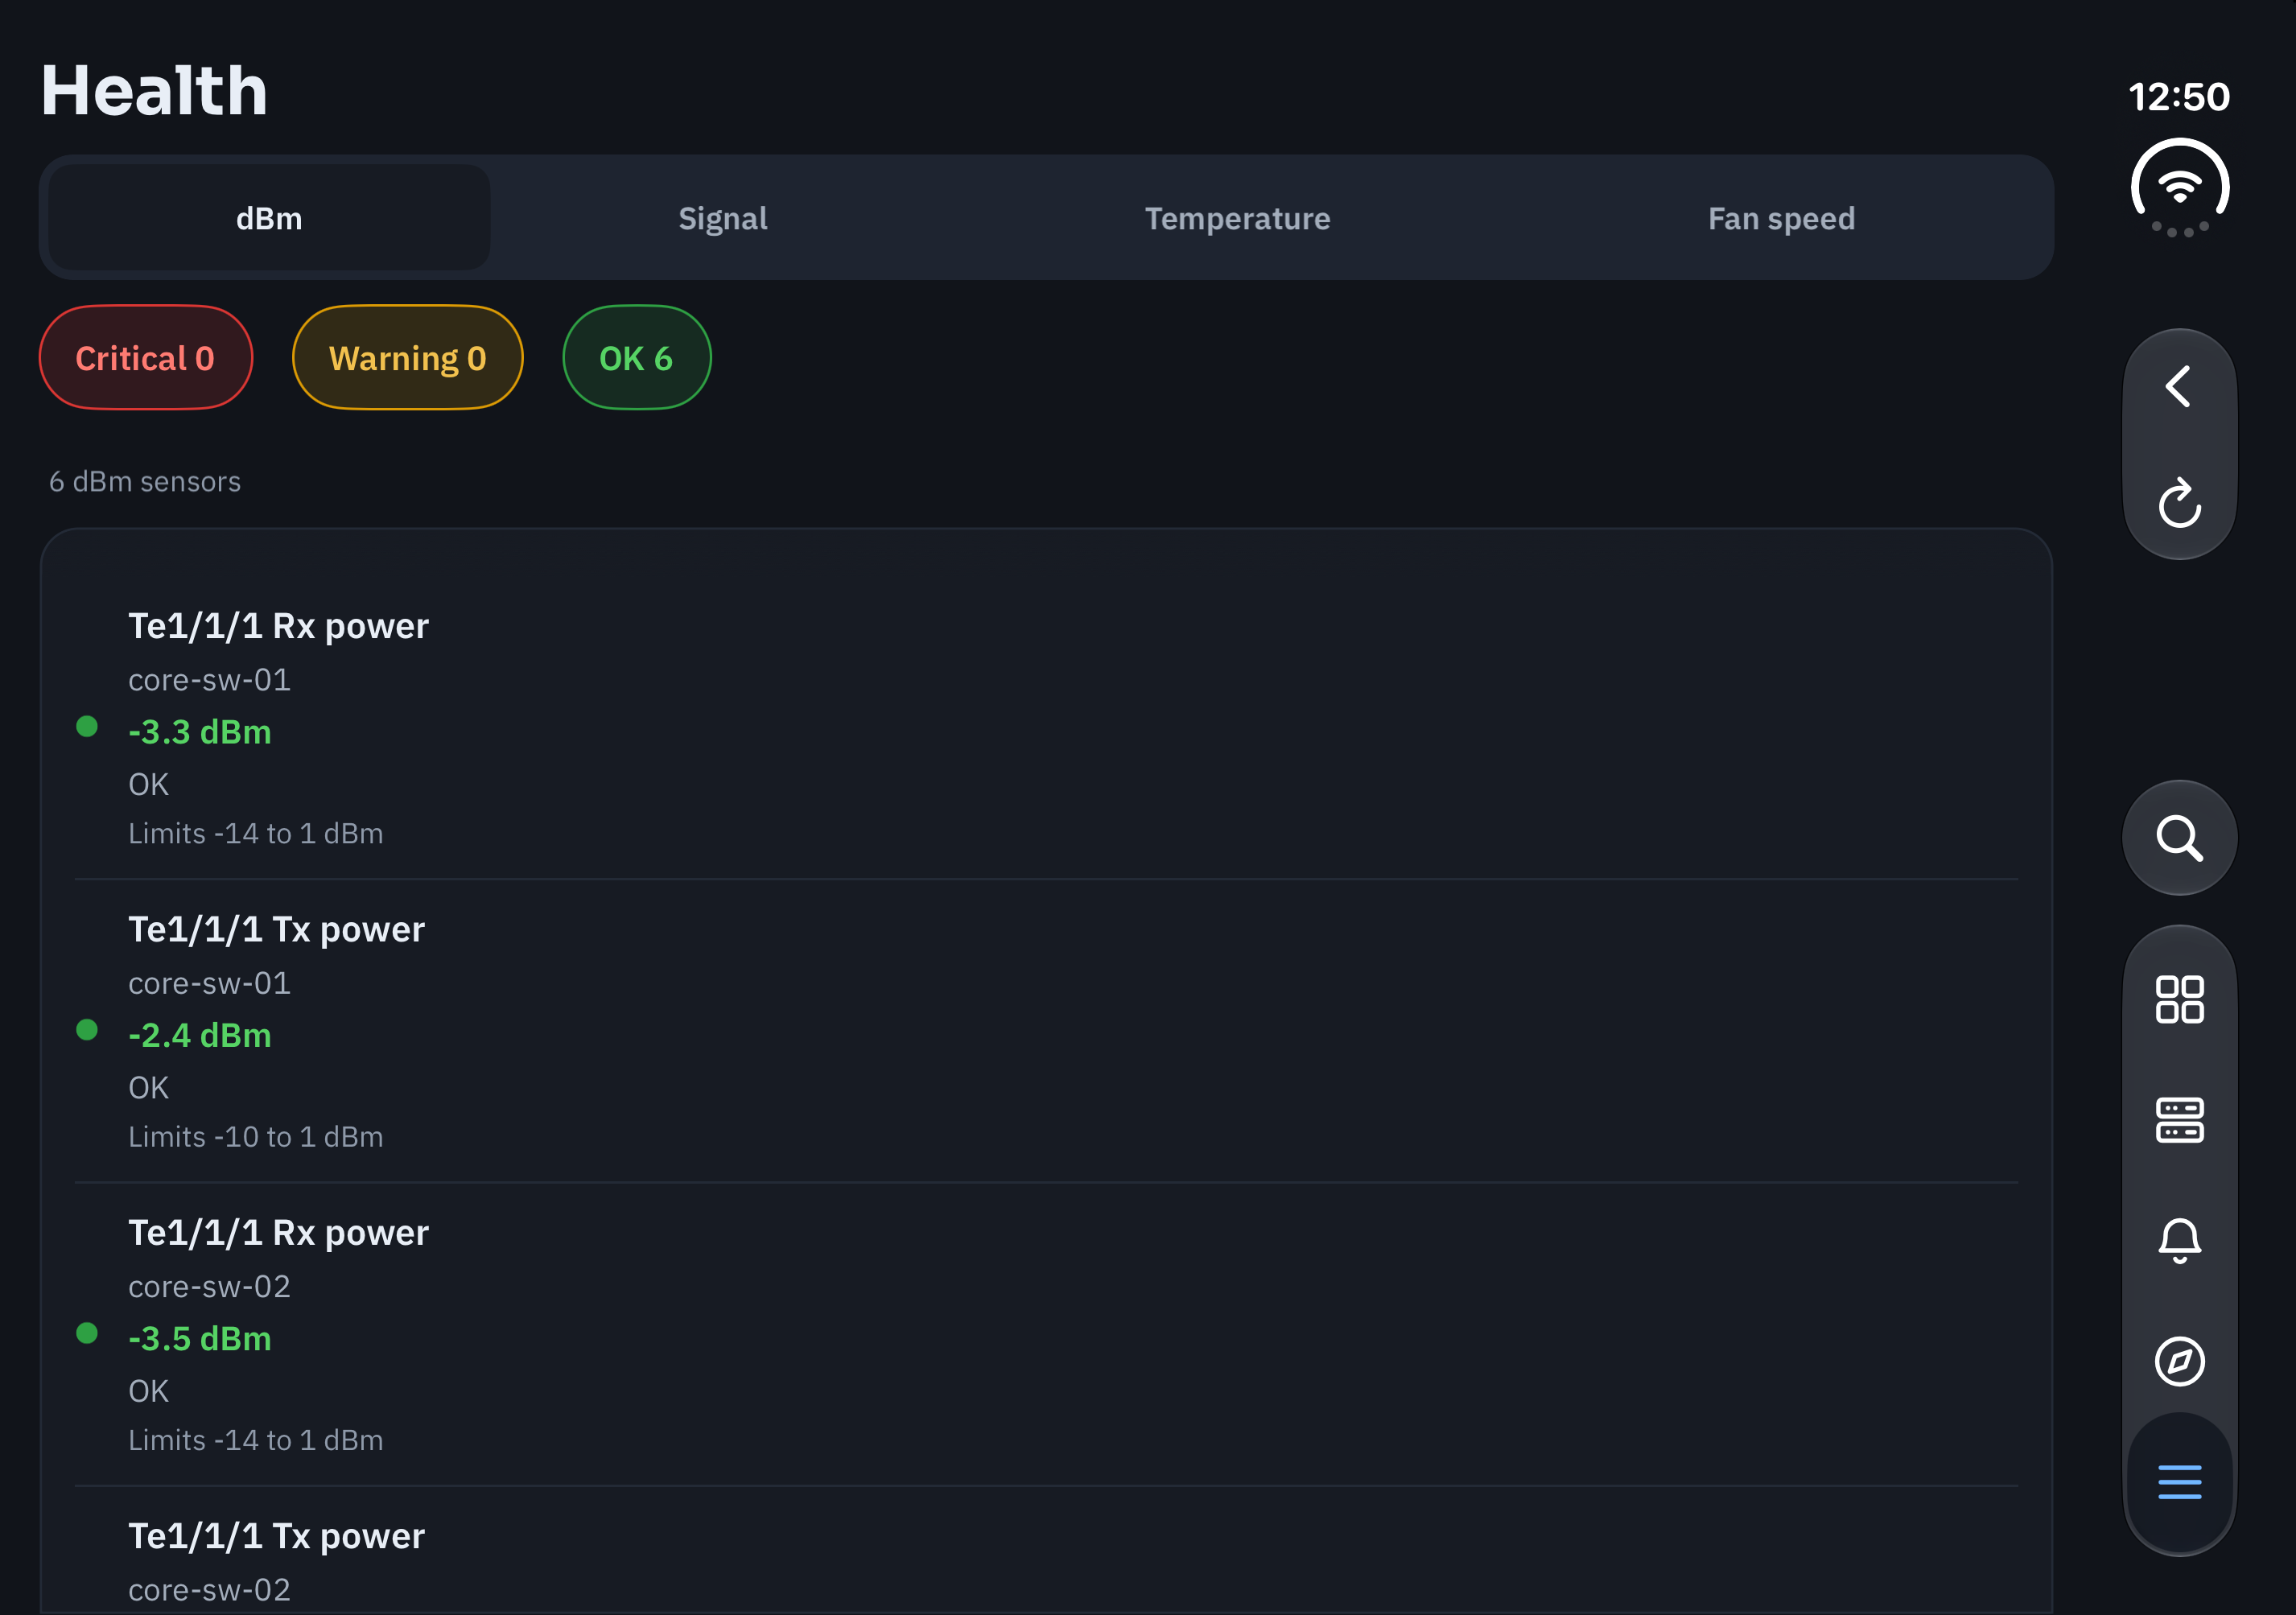 Health
12:50
dBm
Signal
Temperature
Fan speed
Critical 0
Warning 0
OK 6
6 dBm sensors
Te1/1/1 Rx power
core-sw-01
-3.3 dBm
OK
Limits -14 to 1 dBm
Te1/1/1 Tx power
core-sw-01
-2.4 dBm
OK
Limits -10 to 1 dBm
Te1/1/1 Rx power
core-sw-02
-3.5 dBm
OK
Limits -14 to 1 dBm
Te1/1/1 Tx power
core-sw-02